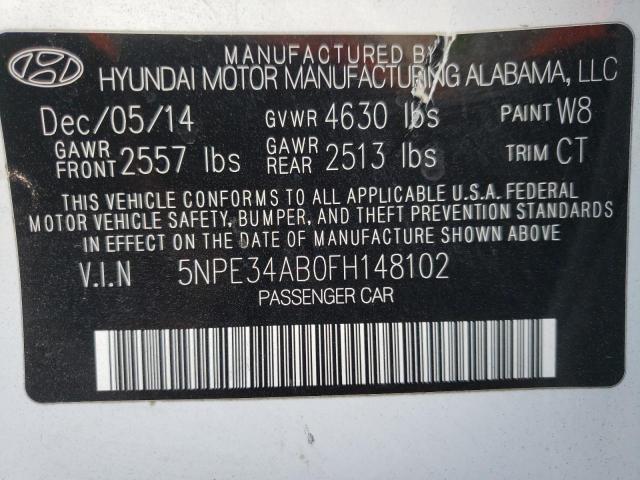 MANUFACTURED BY
HYUNDAI MOTOR MANUFACTURING ALABAMA, LLC
Dec/05/14 GVWR 4630 lbs PAINT W8
GAWR FRONT 2557 lbs GAWR REAR 2513 lbs TRIM CT
THIS VEHICLE CONFORMS TO ALL APPLICABLE U.S.A. FEDERAL
MOTOR VEHICLE SAFETY, BUMPER, AND THEFT PREVENTION STANDARDS
IN EFFECT ON THE DATE OF MANUFACTURE SHOWN ABOVE.
V.I.N 5NPE34AB0FH148102
PASSENGER CAR